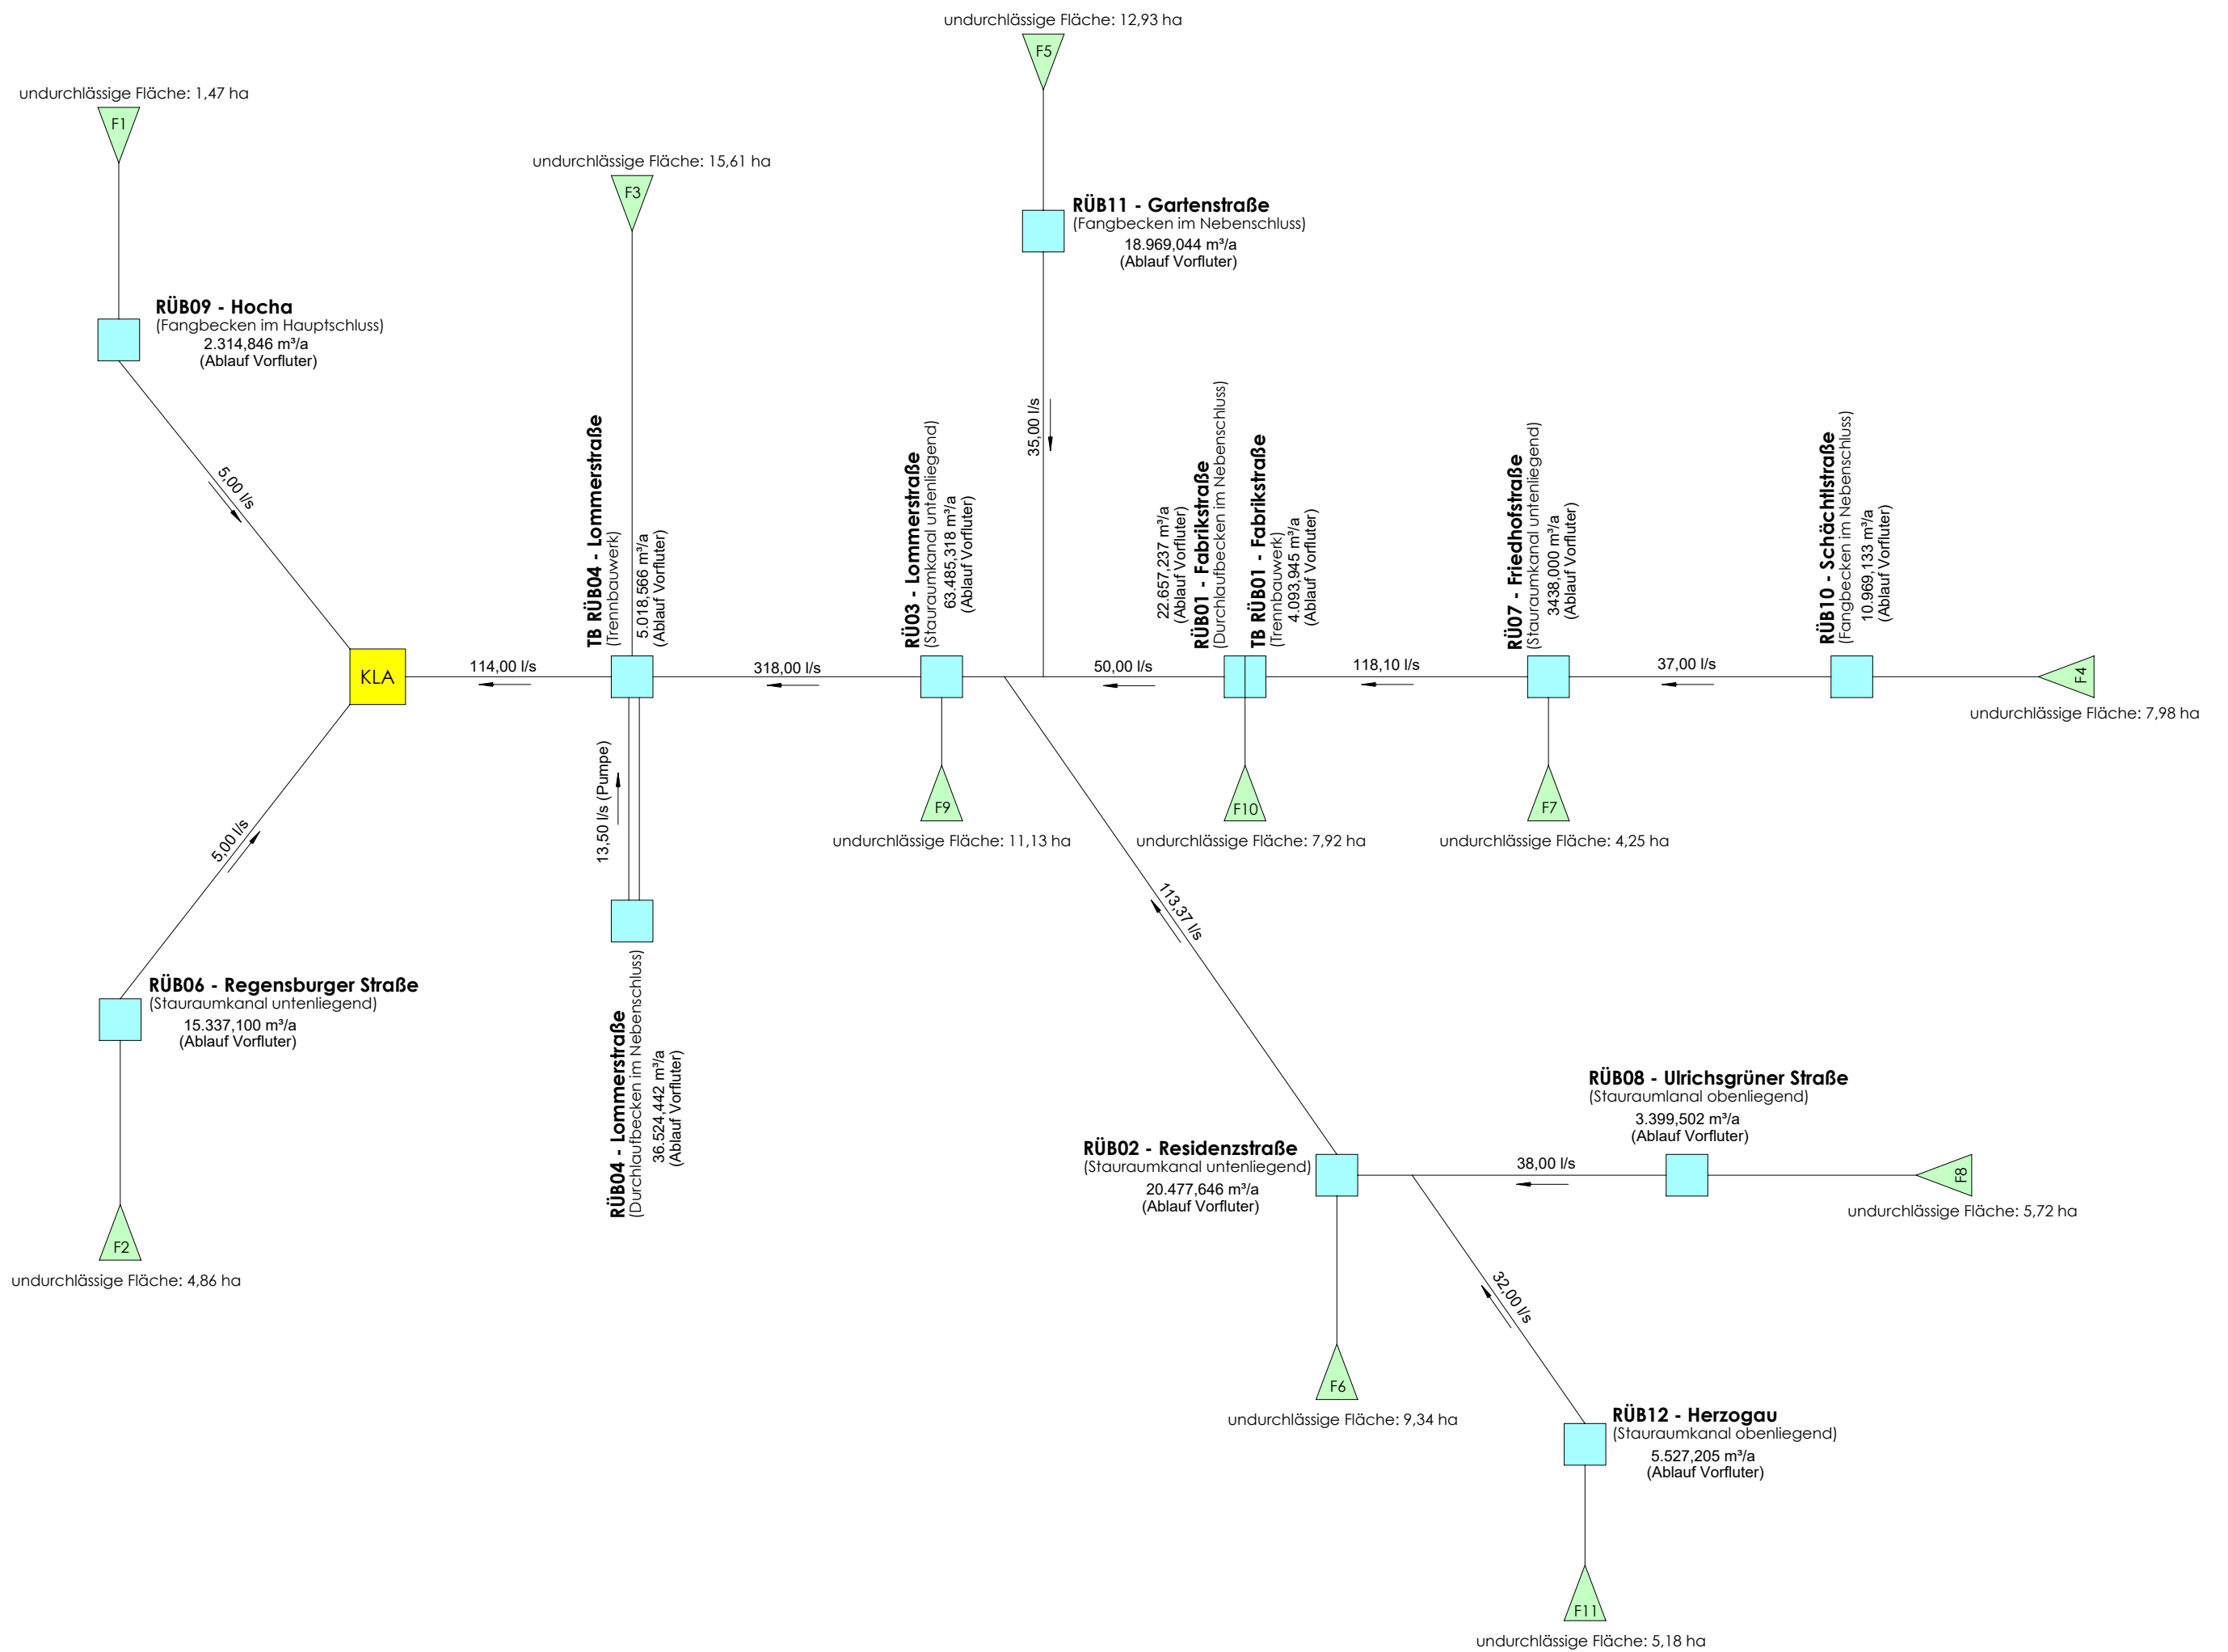 undurchlässige Fläche: 12,93 ha
F5
undurchlässige Fläche: 1,47 ha
F1
undurchlässige Fläche: 15,61 ha
F3
RÜB11 - Gartenstraße
(Fangbecken im Nebenschluss)
18.969,044 m³/a
(Ablauf Vorfluter)
35,00 l/s
RÜB09 - Hocha
(Fangbecken im Hauptschluss)
2.314,846 m³/a
(Ablauf Vorfluter)
5,00 l/s
TB RÜB04 - Lommerstraße
(Trennbauwerk)
5.018,566 m³/a
(Ablauf Vorfluter)
RÜ03 - Lommerstraße
(Stauraumkanal untenliegend)
63.485,318 m³/a
(Ablauf Vorfluter)
22.657,237 m³/a
(Ablauf Vorfluter)
RÜB01 - Fabrikstraße
(Durchlaufbecken im Nebenschluss)
TB RÜB01 - Fabrikstraße
(Trennbauwerk)
4.093,945 m³/a
(Ablauf Vorfluter)
RÜ07 - Friedhofstraße
(Stauraumkanal untenliegend)
3438,000 m³/a
(Ablauf Vorfluter)
RÜB10 - Schächtlstraße
(Fangbecken im Nebenschluss)
10.969,133 m³/a
(Ablauf Vorfluter)
KLA
114,00 l/s
318,00 l/s
50,00 l/s
118,10 l/s
37,00 l/s
F4
undurchlässige Fläche: 7,98 ha
13,50 l/s (Pumpe)
F9
undurchlässige Fläche: 11,13 ha
F10
undurchlässige Fläche: 7,92 ha
F7
undurchlässige Fläche: 4,25 ha
5,00 l/s
113,37 l/s
RÜB06 - Regensburger Straße
(Stauraumkanal untenliegend)
15.337,100 m³/a
(Ablauf Vorfluter)
F2
undurchlässige Fläche: 4,86 ha
RÜB04 - Lommerstraße
(Durchlaufbecken im Nebenschluss)
36.524,442 m³/a
(Ablauf Vorfluter)
RÜB08 - Ulrichsgrüner Straße
(Stauraumlanal obenliegend)
3.399,502 m³/a
(Ablauf Vorfluter)
RÜB02 - Residenzstraße
(Stauraumkanal untenliegend)
20.477,646 m³/a
(Ablauf Vorfluter)
38,00 l/s
F8
undurchlässige Fläche: 5,72 ha
32,00 l/s
F6
undurchlässige Fläche: 9,34 ha
RÜB12 - Herzogau
(Stauraumkanal obenliegend)
5.527,205 m³/a
(Ablauf Vorfluter)
F11
undurchlässige Fläche: 5,18 ha